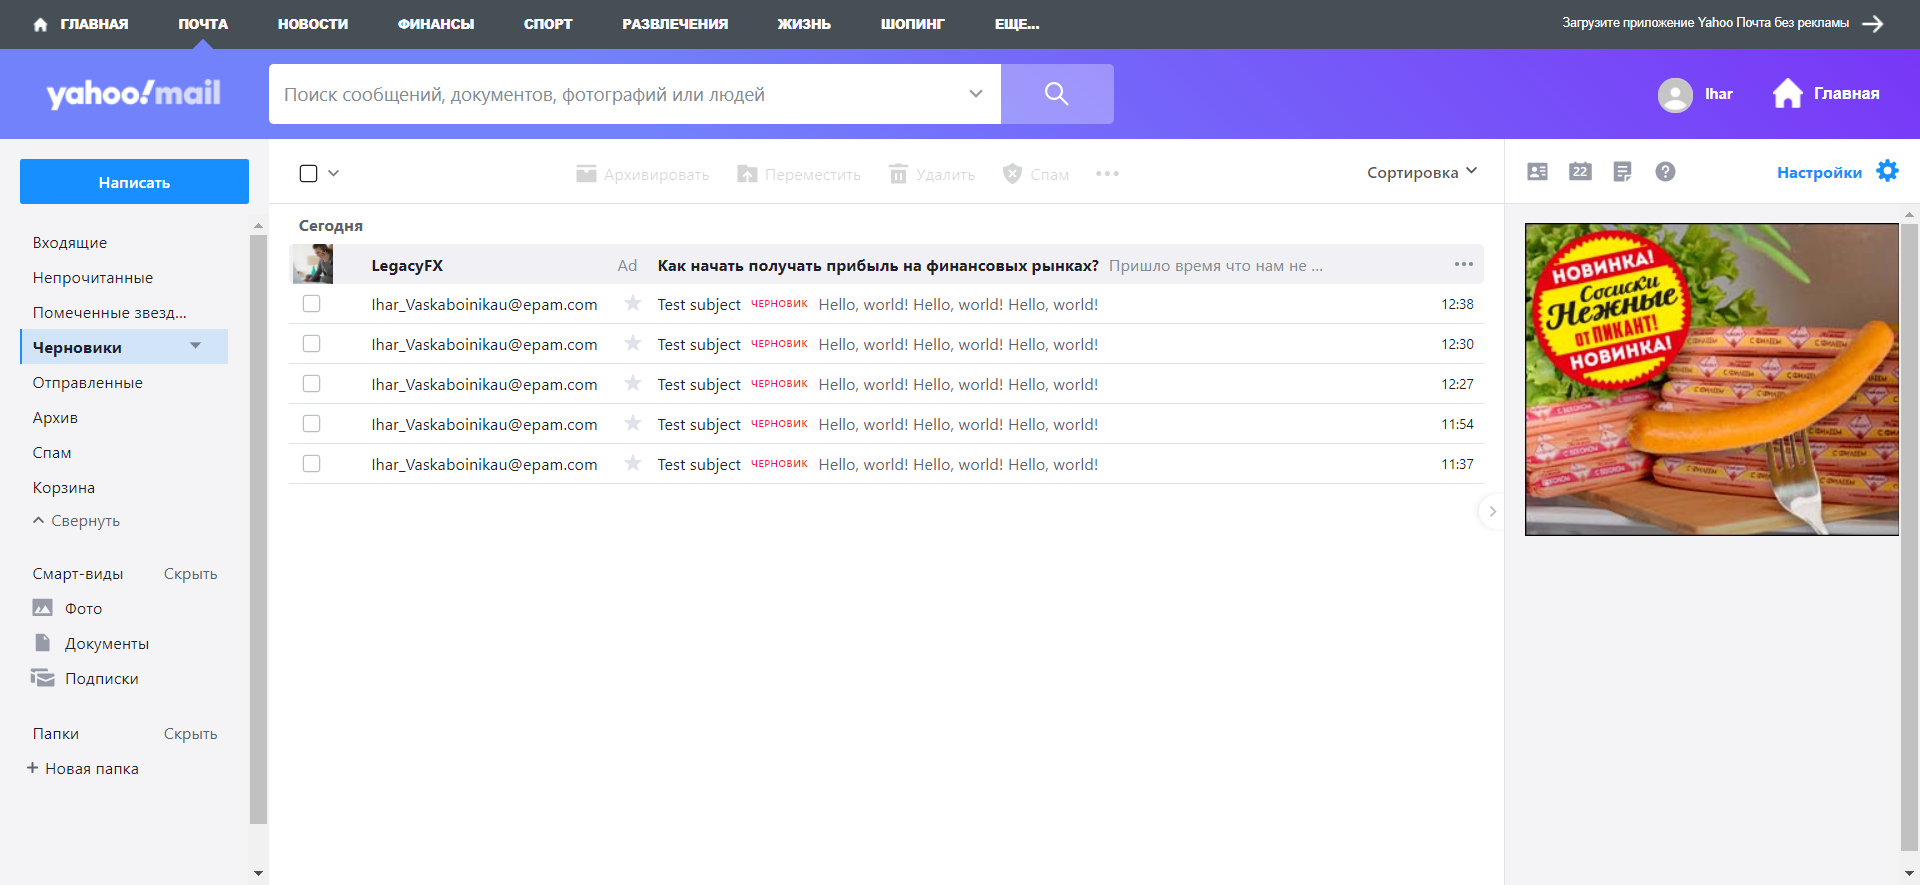 ГЛАВНАЯ ПОЧТА НОВОСТИ ФИНАНСЫ СПОРТ РАЗВЛЕЧЕНИЯ ЖИЗНЬ ШОПИНГ ЕЩЕ... Загрузите приложение Yahoo Почта без рекламы
yahoo!mail Поиск сообщений, документов, фотографий или людей Ihar Главная
Написать
Архивировать Переместить Удалить Спам Сортировка
22 Настройки
Входящие
Непрочитанные
Помеченные звезд...
Черновики
Отправленные
Архив
Спам
Корзина
Свернуть
Смарт-виды Скрыть
Фото
Документы
Подписки
Папки Скрыть
+ Новая папка
Сегодня
LegacyFX Ad Как начать получать прибыль на финансовых рынках? Пришло время что нам не ...
Ihar_Vaskaboinikau@epam.com Test subject ЧЕРНОВИК Hello, world! Hello, world! Hello, world! 12:38
Ihar_Vaskaboinikau@epam.com Test subject ЧЕРНОВИК Hello, world! Hello, world! Hello, world! 12:30
Ihar_Vaskaboinikau@epam.com Test subject ЧЕРНОВИК Hello, world! Hello, world! Hello, world! 12:27
Ihar_Vaskaboinikau@epam.com Test subject ЧЕРНОВИК Hello, world! Hello, world! Hello, world! 11:54
Ihar_Vaskaboinikau@epam.com Test subject ЧЕРНОВИК Hello, world! Hello, world! Hello, world! 11:37
НОВИНКА!
Сосиски
Нежные
от ПИКАНТ!
НОВИНКА!